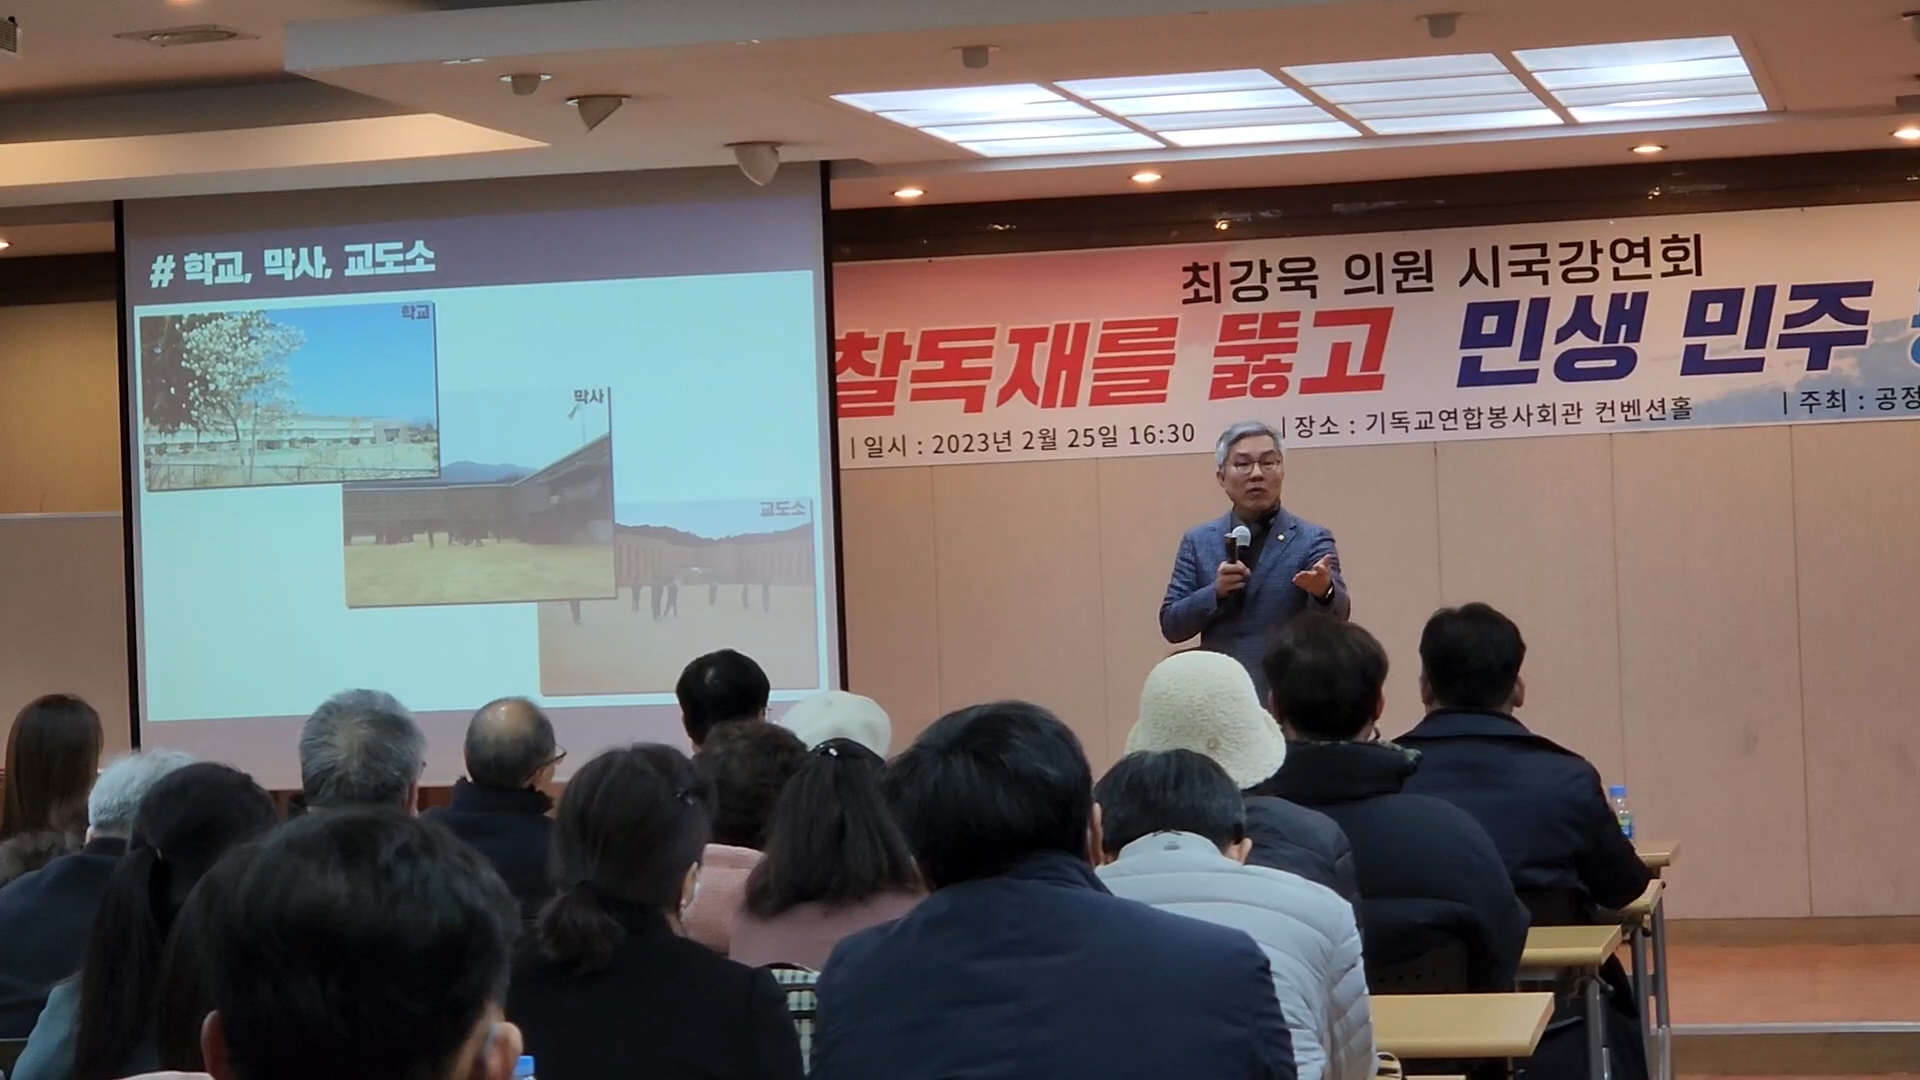 # 학교, 막사, 교도소
학교
막사
교도소
최강욱 의원 시국강연회
찰독재를 뚫고 민생 민주
| 일시 : 2023년 2월 25일 16:30 | 장소 : 기독교연합봉사회관 컨벤션홀 | 주최 : 공정